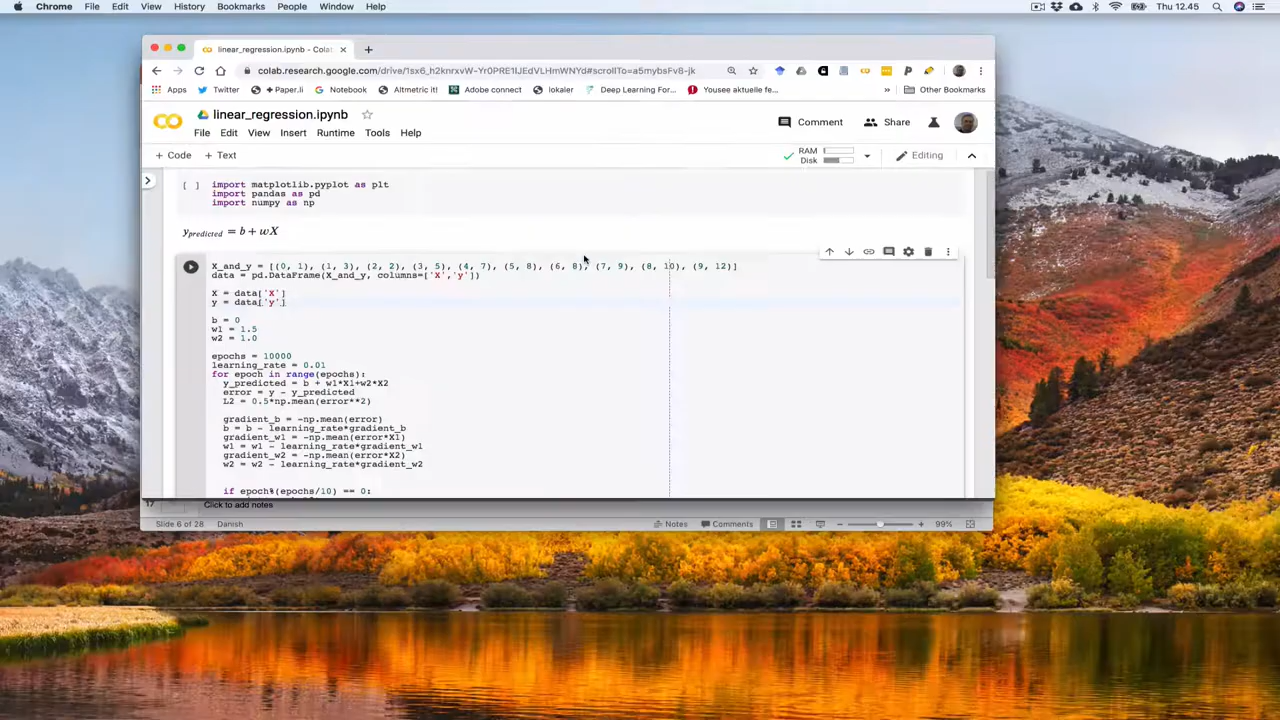 Chrome File Edit View History Bookmarks People Window Help Thu 12.45
linear_regression.ipynb - Colab
colab.research.google.com/drive/1sx6_h2knrxvW-Yr0PRE1IJEdVLHmWNYd#scrollTo=a5mybsFv8-jk
Apps Twitter + Paper.li Notebook Altmetric it! Adobe connect lokaler Deep Learning For... Yousee aktuelle fe... » Other Bookmarks
linear_regression.ipynb
Comment Share
File Edit View Insert Runtime Tools Help
+ Code + Text RAM Disk Editing
[ ] import matplotlib.pyplot as plt
import pandas as pd
import numpy as np
y predicted = b + wX
X_and_y = [(0, 1), (1, 3), (2, 2), (3, 5), (4, 7), (5, 8), (6, 8), (7, 9), (8, 10), (9, 12)]
data = pd.DataFrame(X_and_y, columns=['X','y'])
X = data['X']
y = data['y']
b = 0
w1 = 1.5
w2 = 1.0
epochs = 10000
learning_rate = 0.01
for epoch in range(epochs):
y_predicted = b + w1*X1+w2*X2
error = y - y_predicted
L2 = 0.5*np.mean(error**2)
gradient_b = -np.mean(error)
b = b - learning_rate*gradient_b
gradient_w1 = -np.mean(error*X1)
w1 = w1 - learning_rate*gradient_w1
gradient_w2 = -np.mean(error*X2)
w2 = w2 - learning_rate*gradient_w2
if epoch%(epochs/10) == 0:
17 Click to add notes
Slide 6 of 28 Danish Notes Comments 99%